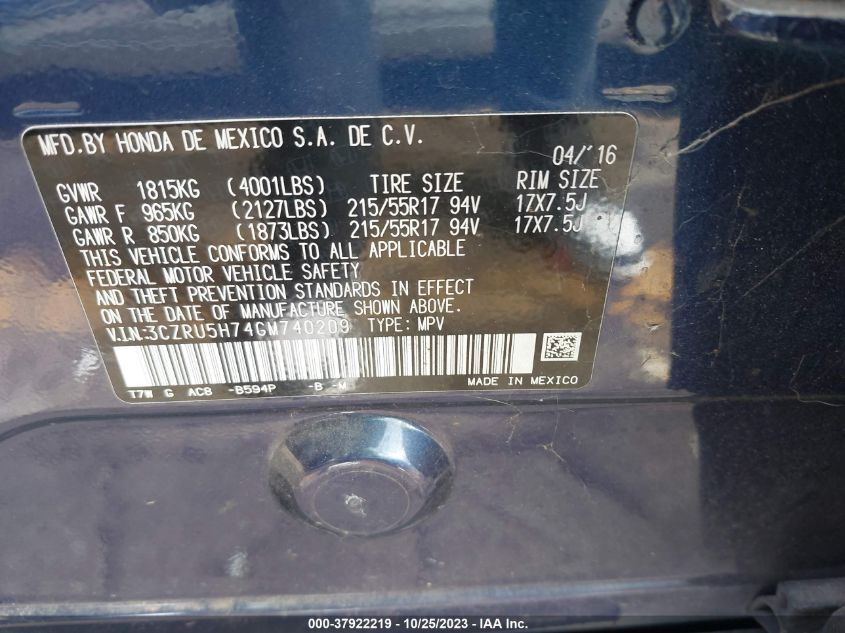 MFD.BY HONDA DE MEXICO S.A. DE C.V.
04/'16
GVWR 1815KG (4001LBS) TIRE SIZE RIM SIZE
GAWR F 965KG (2127LBS) 215/55R17 94V 17X7.5J
GAWR R 850KG (1873LBS) 215/55R17 94V 17X7.5J
THIS VEHICLE CONFORMS TO ALL APPLICABLE
FEDERAL MOTOR VEHICLE SAFETY
AND THEFT PREVENTION STANDARDS IN EFFECT
ON THE DATE OF MANUFACTURE SHOWN ABOVE.
V.I.N:3CZRU5H74GM740209 TYPE: MPV
T7W G ACB -B594P -B -M MADE IN MEXICO
000-37922219 - 10/25/2023 - IAA Inc.